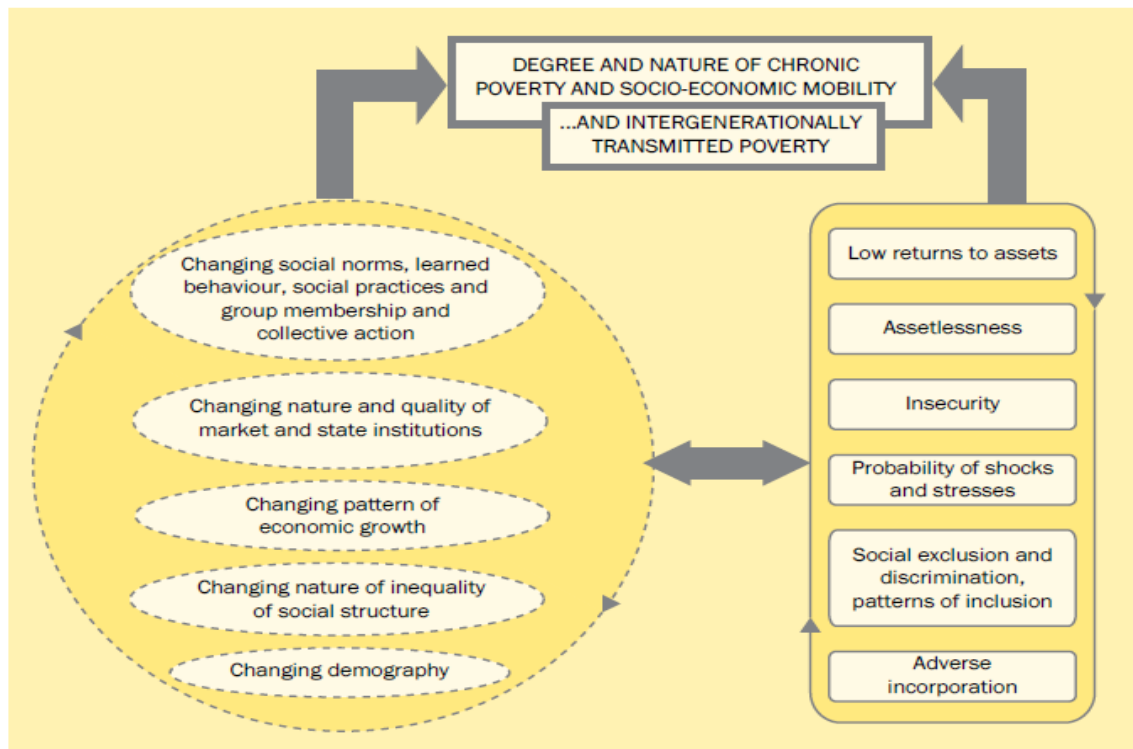 DEGREE AND NATURE OF CHRONIC
POVERTY AND SOCIO-ECONOMIC MOBILITY
...AND INTERGENERATIONALLY
TRANSMITTED POVERTY
Changing social norms, learned
behaviour, social practices and
group membership and
collective action
Changing nature and quality of
market and state institutions
Changing pattern of
economic growth
Changing nature of inequality
of social structure
Changing demography
Low returns to assets
Assetlessness
Insecurity
Probability of shocks
and stresses
Social exclusion and
discrimination,
patterns of inclusion
Adverse
incorporation